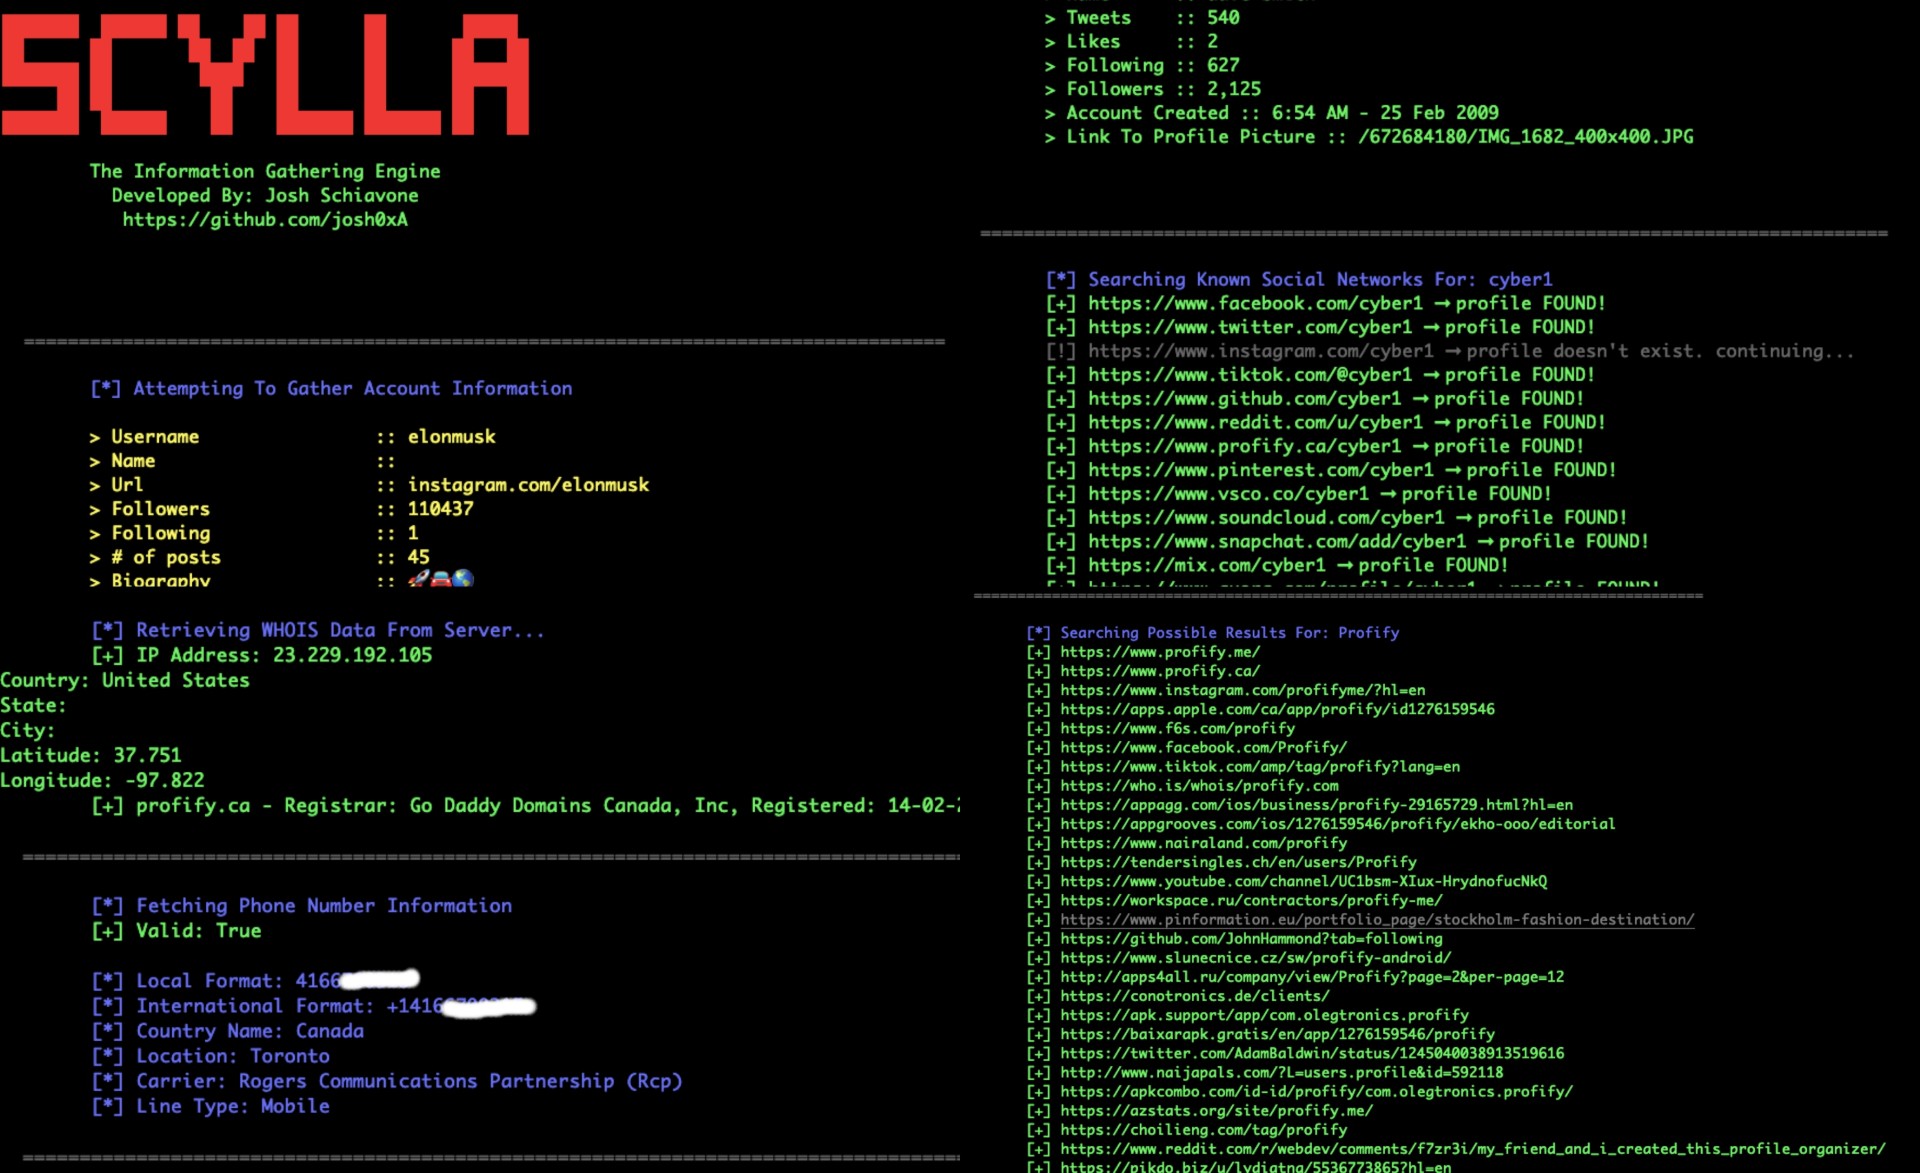 SCYLLA
The Information Gathering Engine
Developed By: Josh Schiavone
https://github.com/josh0xA
[*] Attempting To Gather Account Information
> Username :: elonmusk
> Name ::
> Url :: instagram.com/elonmusk
> Followers :: 110437
> Following :: 1
> # of posts :: 45
> Biography :: 🚀🚘🌎
[*] Retrieving WHOIS Data From Server...
[+] IP Address: 23.229.192.105
Country: United States
State:
City:
Latitude: 37.751
Longitude: -97.822
[+] profify.ca - Registrar: Go Daddy Domains Canada, Inc, Registered: 14-02-
[*] Fetching Phone Number Information
[+] Valid: True
[*] Local Format: 4166
[*] International Format: +1416
[*] Country Name: Canada
[*] Location: Toronto
[*] Carrier: Rogers Communications Partnership (Rcp)
[*] Line Type: Mobile
> Tweets :: 540
> Likes :: 2
> Following :: 627
> Followers :: 2,125
> Account Created :: 6:54 AM - 25 Feb 2009
> Link To Profile Picture :: /672684180/IMG_1682_400x400.JPG
[*] Searching Known Social Networks For: cyber1
[+] https://www.facebook.com/cyber1 → profile FOUND!
[+] https://www.twitter.com/cyber1 → profile FOUND!
[!] https://www.instagram.com/cyber1 → profile doesn't exist. continuing...
[+] https://www.tiktok.com/@cyber1 → profile FOUND!
[+] https://www.github.com/cyber1 → profile FOUND!
[+] https://www.reddit.com/u/cyber1 → profile FOUND!
[+] https://www.profify.ca/cyber1 → profile FOUND!
[+] https://www.pinterest.com/cyber1 → profile FOUND!
[+] https://www.vsco.co/cyber1 → profile FOUND!
[+] https://www.soundcloud.com/cyber1 → profile FOUND!
[+] https://www.snapchat.com/add/cyber1 → profile FOUND!
[+] https://mix.com/cyber1 → profile FOUND!
[*] Searching Possible Results For: Profify
[+] https://www.profify.me/
[+] https://www.profify.ca/
[+] https://www.instagram.com/profifyme/?hl=en
[+] https://apps.apple.com/ca/app/profify/id1276159546
[+] https://www.f6s.com/profify
[+] https://www.facebook.com/Profify/
[+] https://www.tiktok.com/amp/tag/profify?lang=en
[+] https://who.is/whois/profify.com
[+] https://appagg.com/ios/business/profify-29165729.html?hl=en
[+] https://appgrooves.com/ios/1276159546/profify/ekho-ooo/editorial
[+] https://www.nairaland.com/profify
[+] https://tendersingles.ch/en/users/Profify
[+] https://www.youtube.com/channel/UC1bsm-XIux-HrydnofucNkQ
[+] https://workspace.ru/contractors/profify-me/
[+] https://www.pinformation.eu/portfolio_page/stockholm-fashion-destination/
[+] https://github.com/JohnHammond?tab=following
[+] https://www.slunecnice.cz/sw/profify-android/
[+] http://apps4all.ru/company/view/Profify?page=2&per-page=12
[+] https://conotronics.de/clients/
[+] https://apk.support/app/com.olegtronics.profify
[+] https://baixarapk.gratis/en/app/1276159546/profify
[+] https://twitter.com/AdamBaldwin/status/1245040038913519616
[+] http://www.naijapals.com/?L=users.profile&id=592118
[+] https://apkcombo.com/id-id/profify/com.olegtronics.profify/
[+] https://azstats.org/site/profify.me/
[+] https://choilieng.com/tag/profify
[+] https://www.reddit.com/r/webdev/comments/f7zr3i/my_friend_and_i_created_this_profile_organizer/
[+] https://pikdo.biz/u/lydiatna/5536773865?hl=en